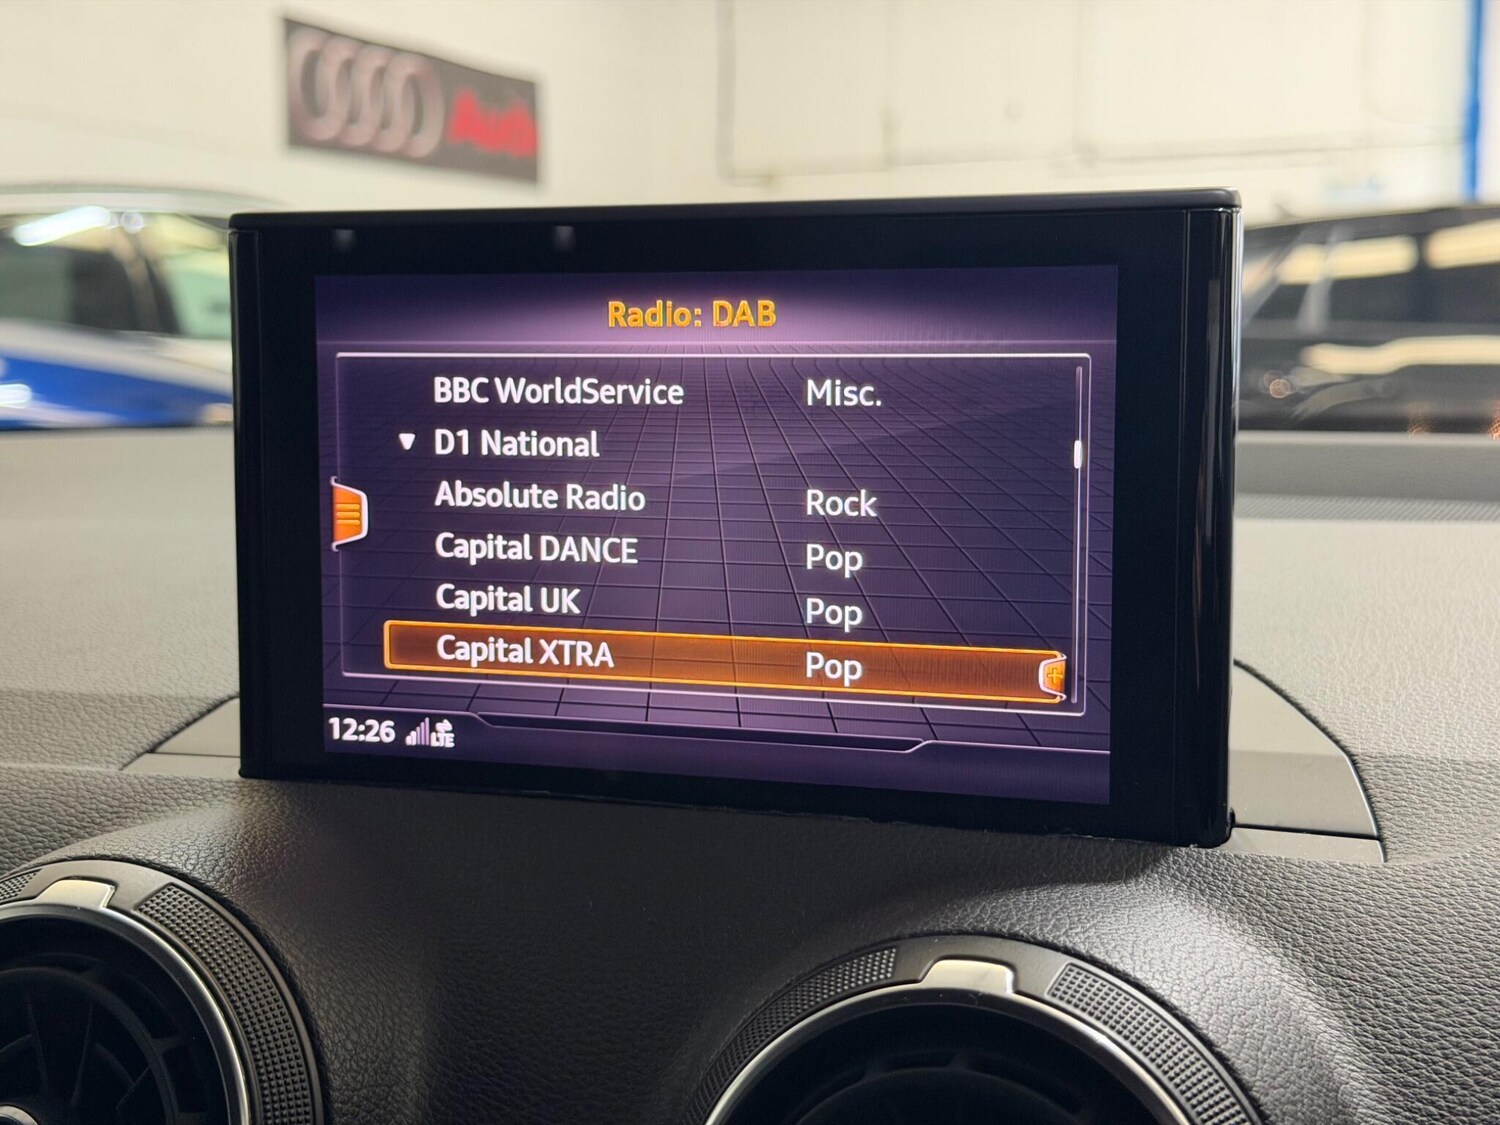 Audi
Radio: DAB
BBC WorldService Misc.
▼ D1 National
Absolute Radio Rock
Capital DANCE Pop
Capital UK Pop
Capital XTRA Pop +
12:26 LTE